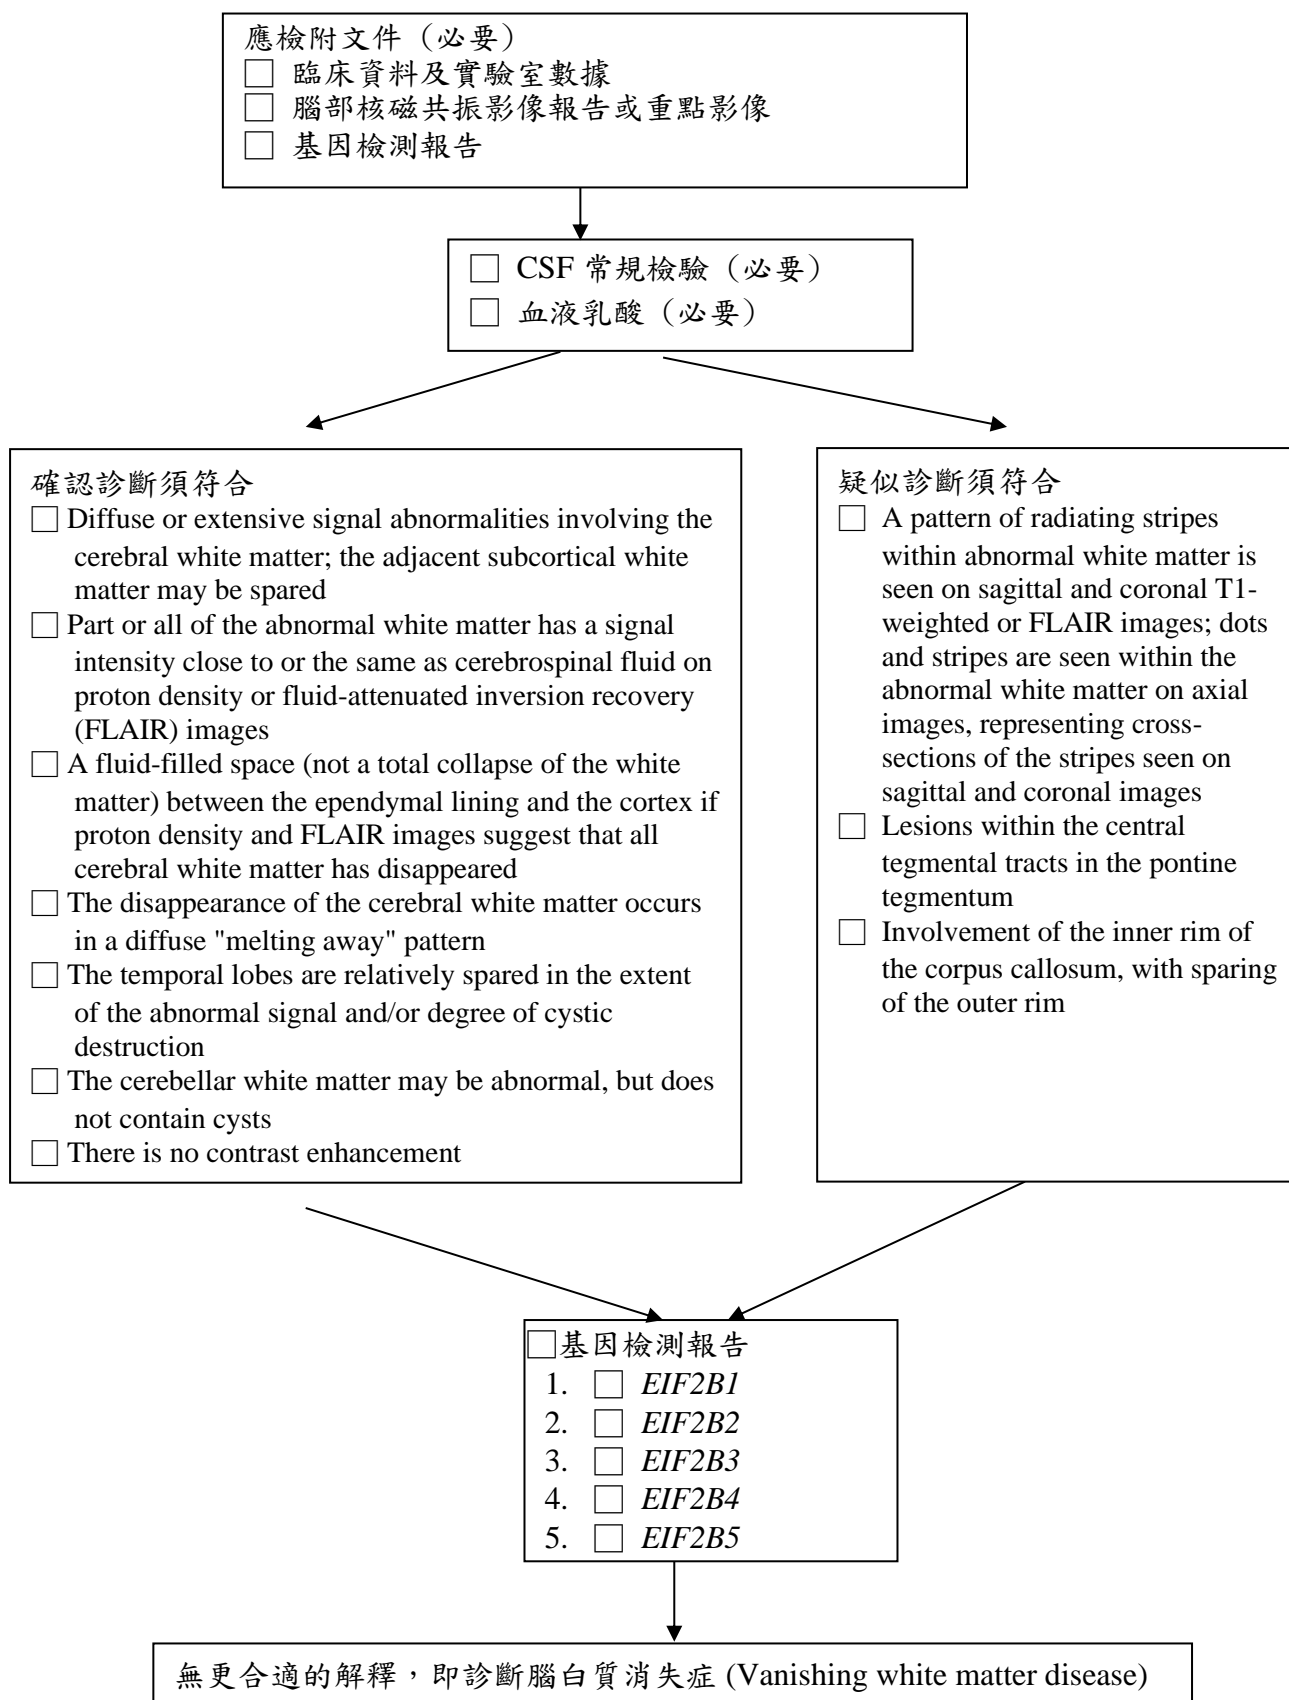 應檢附文件（必要）
□ 臨床資料及實驗室數據
□ 腦部核磁共振影像報告或重點影像
□ 基因檢測報告
□ CSF 常規檢驗（必要）
□ 血液乳酸（必要）
確認診斷須符合
□ Diffuse or extensive signal abnormalities involving the
cerebral white matter; the adjacent subcortical white
matter may be spared
□ Part or all of the abnormal white matter has a signal
intensity close to or the same as cerebrospinal fluid on
proton density or fluid-attenuated inversion recovery
(FLAIR) images
□ A fluid-filled space (not a total collapse of the white
matter) between the ependymal lining and the cortex if
proton density and FLAIR images suggest that all
cerebral white matter has disappeared
□ The disappearance of the cerebral white matter occurs
in a diffuse "melting away" pattern
□ The temporal lobes are relatively spared in the extent
of the abnormal signal and/or degree of cystic
destruction
□ The cerebellar white matter may be abnormal, but does
not contain cysts
□ There is no contrast enhancement
疑似診斷須符合
□ A pattern of radiating stripes
within abnormal white matter is
seen on sagittal and coronal T1-
weighted or FLAIR images; dots
and stripes are seen within the
abnormal white matter on axial
images, representing cross-
sections of the stripes seen on
sagittal and coronal images
□ Lesions within the central
tegmental tracts in the pontine
tegmentum
□ Involvement of the inner rim of
the corpus callosum, with sparing
of the outer rim
□基因檢測報告
1. □ EIF2B1
2. □ EIF2B2
3. □ EIF2B3
4. □ EIF2B4
5. □ EIF2B5
無更合適的解釋，即診斷腦白質消失症 (Vanishing white matter disease)